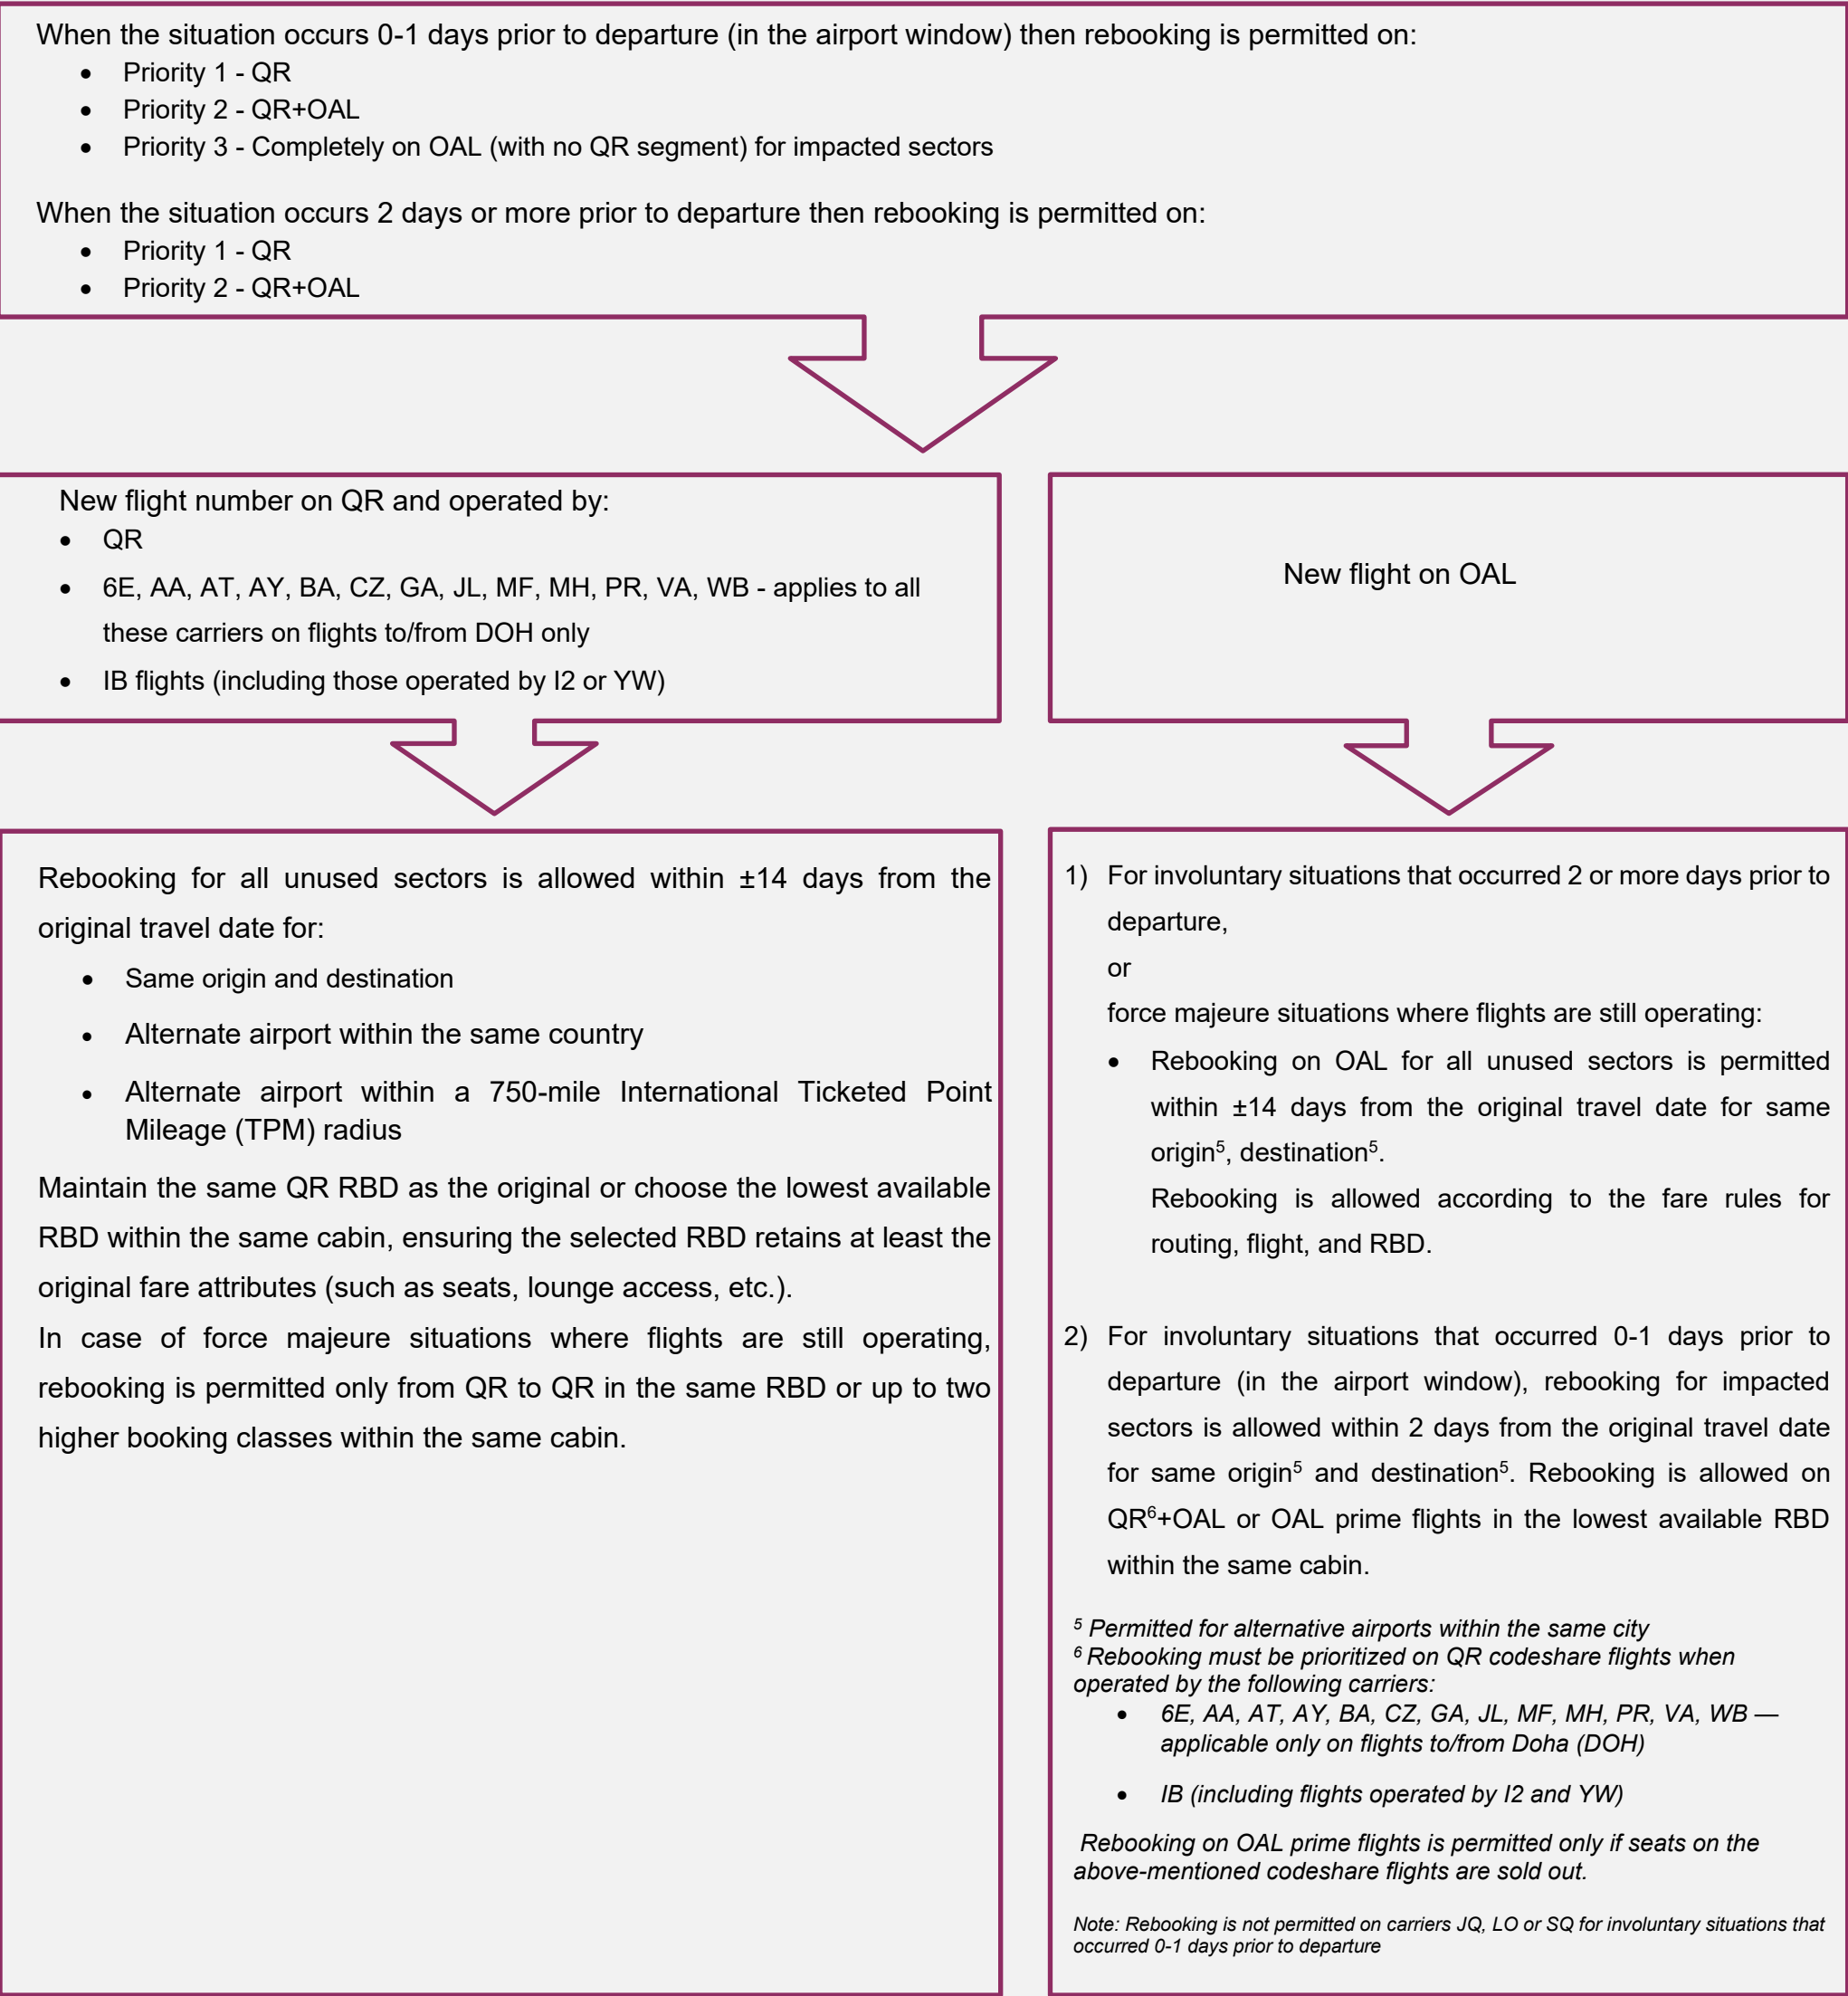 When the situation occurs 0-1 days prior to departure (in the airport window) then rebooking is permitted on:
• Priority 1 - QR
• Priority 2 - QR+OAL
• Priority 3 - Completely on OAL (with no QR segment) for impacted sectors
When the situation occurs 2 days or more prior to departure then rebooking is permitted on:
• Priority 1 - QR
• Priority 2 - QR+OAL
New flight number on QR and operated by:
• QR
• 6E, AA, AT, AY, BA, CZ, GA, JL, MF, MH, PR, VA, WB - applies to all
these carriers on flights to/from DOH only
• IB flights (including those operated by I2 or YW)
New flight on OAL
Rebooking for all unused sectors is allowed within ±14 days from the
original travel date for:
• Same origin and destination
• Alternate airport within the same country
• Alternate airport within a 750-mile International Ticketed Point
Mileage (TPM) radius
Maintain the same QR RBD as the original or choose the lowest available
RBD within the same cabin, ensuring the selected RBD retains at least the
original fare attributes (such as seats, lounge access, etc.).
In case of force majeure situations where flights are still operating,
rebooking is permitted only from QR to QR in the same RBD or up to two
higher booking classes within the same cabin.
1) For involuntary situations that occurred 2 or more days prior to
departure,
or
force majeure situations where flights are still operating:
• Rebooking on OAL for all unused sectors is permitted
within ±14 days from the original travel date for same
origin⁵, destination⁵.
Rebooking is allowed according to the fare rules for
routing, flight, and RBD.
2) For involuntary situations that occurred 0-1 days prior to
departure (in the airport window), rebooking for impacted
sectors is allowed within 2 days from the original travel date
for same origin⁵ and destination⁵. Rebooking is allowed on
QR⁶+OAL or OAL prime flights in the lowest available RBD
within the same cabin.
⁵ Permitted for alternative airports within the same city
⁶ Rebooking must be prioritized on QR codeshare flights when
operated by the following carriers:
• 6E, AA, AT, AY, BA, CZ, GA, JL, MF, MH, PR, VA, WB —
applicable only on flights to/from Doha (DOH)
• IB (including flights operated by I2 and YW)
Rebooking on OAL prime flights is permitted only if seats on the
above-mentioned codeshare flights are sold out.
Note: Rebooking is not permitted on carriers JQ, LO or SQ for involuntary situations that
occurred 0-1 days prior to departure